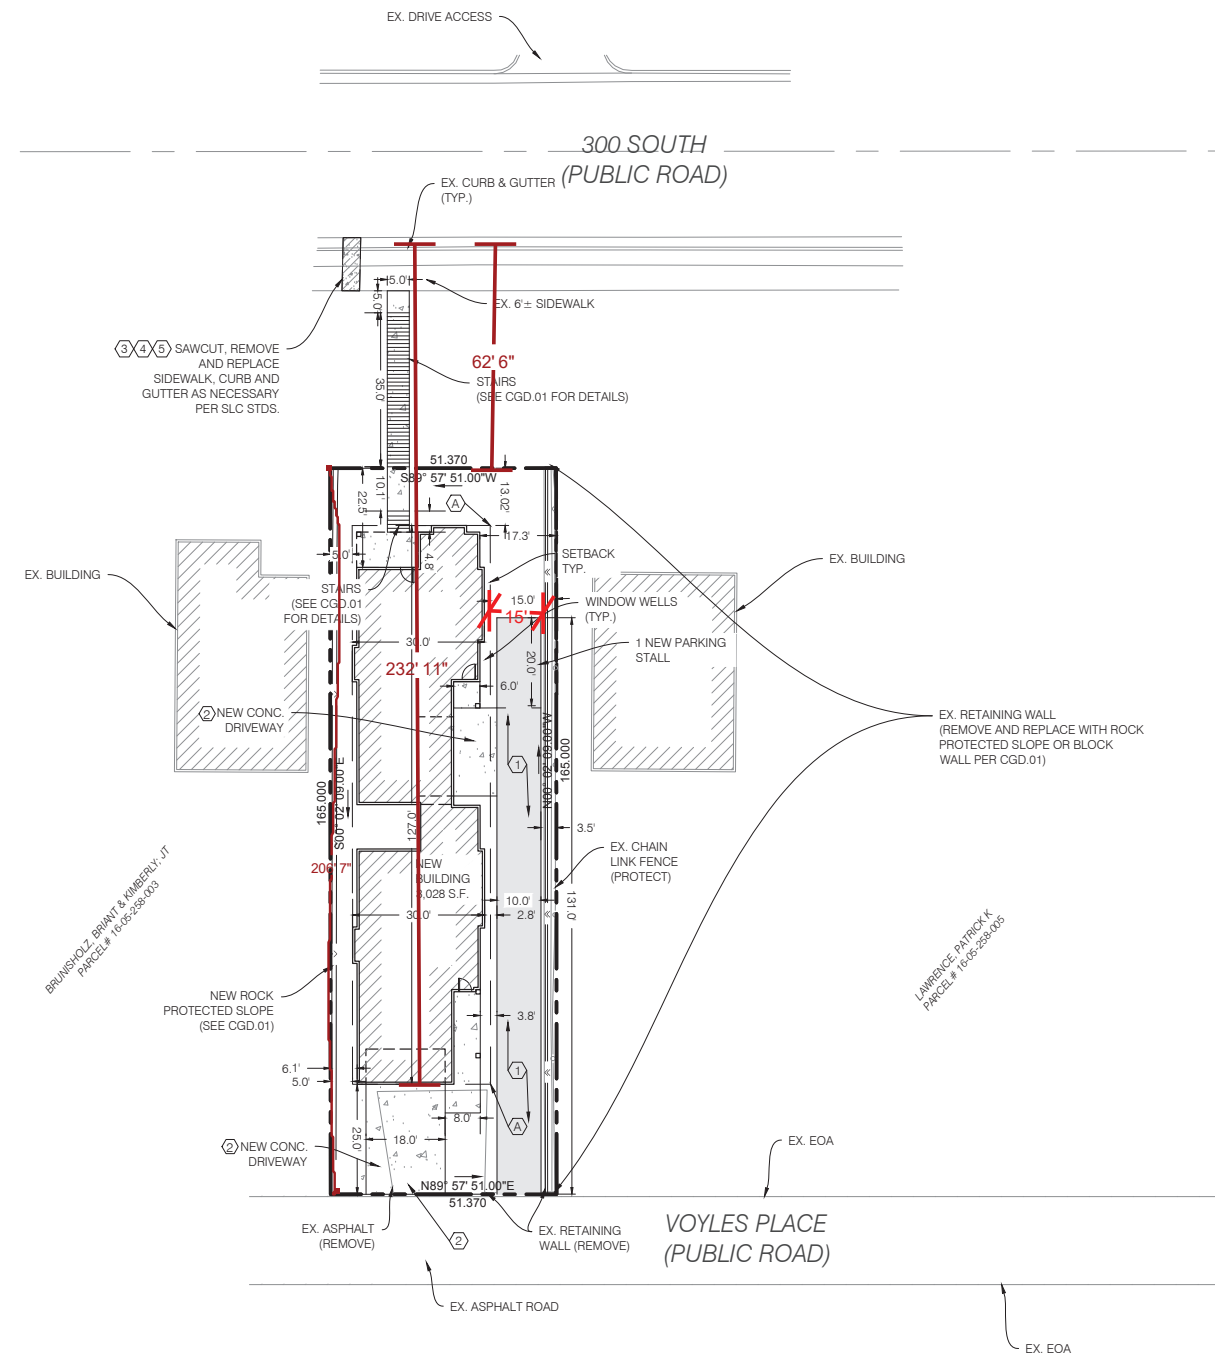 EX. DRIVE ACCESS
300 SOUTH
(PUBLIC ROAD)
EX. CURB & GUTTER
(TYP.)
5.0'
5.0'
EX. 6'± SIDEWALK
3 4 5 SAWCUT, REMOVE
AND REPLACE
SIDEWALK, CURB AND
GUTTER AS NECESSARY
PER SLC STDS.
62' 6"
35.0'
STAIRS
(SEE CGD.01 FOR DETAILS)
51.370
S89° 57' 51.00"W
22.5'
10.1'
A
13.02'
17.3'
5.0'
4.8'
SETBACK
TYP.
EX. BUILDING
EX. BUILDING
STAIRS
(SEE CGD.01
FOR DETAILS)
15.0'
15'
WINDOW WELLS
(TYP.)
30.0'
1 NEW PARKING
STALL
20.0'
232' 11"
6.0'
2 NEW CONC.
DRIVEWAY
EX. RETAINING WALL
(REMOVE AND REPLACE WITH ROCK
PROTECTED SLOPE OR BLOCK
WALL PER CGD.01)
1
N00° 02' 09.00"W
165.000
165.000
S00° 02' 09.00"E
127.0'
3.5'
EX. CHAIN
LINK FENCE
(PROTECT)
206' 7"
NEW
BUILDING
3,028 S.F.
10.0'
131.0'
30.0'
2.8'
BRUNISHOLZ, BRIANT & KIMBERLY; JT
PARCEL# 16-05-258-003
LAWRENCE, PATRICK K
PARCEL# 16-05-258-005
NEW ROCK
PROTECTED SLOPE
(SEE CGD.01)
3.8'
6.1'
5.0'
1
8.0'
A
25.0'
18.0'
2 NEW CONC.
DRIVEWAY
EX. EOA
N89° 57' 51.00"E
51.370
EX. ASPHALT
(REMOVE)
2
EX. RETAINING
WALL (REMOVE)
VOYLES PLACE
(PUBLIC ROAD)
EX. ASPHALT ROAD
EX. EOA